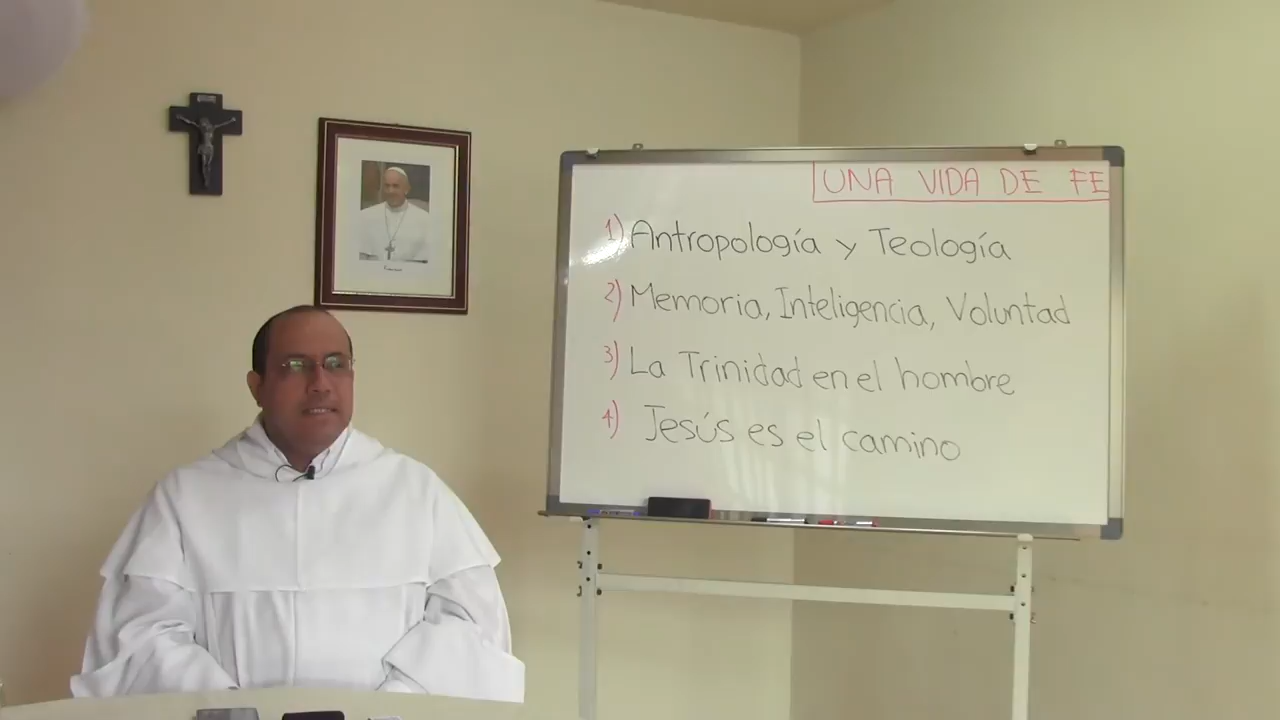 UNA VIDA DE FE
1) Antropología y Teología
2) Memoria, Inteligencia, Voluntad
3) La Trinidad en el hombre
4) Jesús es el camino